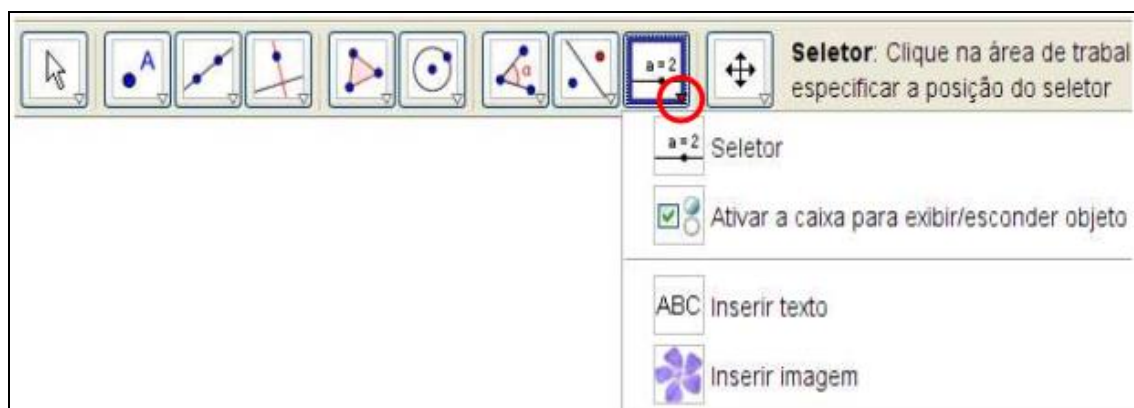 A
α
a = 2
Seletor: Clique na área de trabal
especificar a posição do seletor
a = 2
Seletor
Ativar a caixa para exibir/esconder objeto
ABC
Inserir texto
Inserir imagem